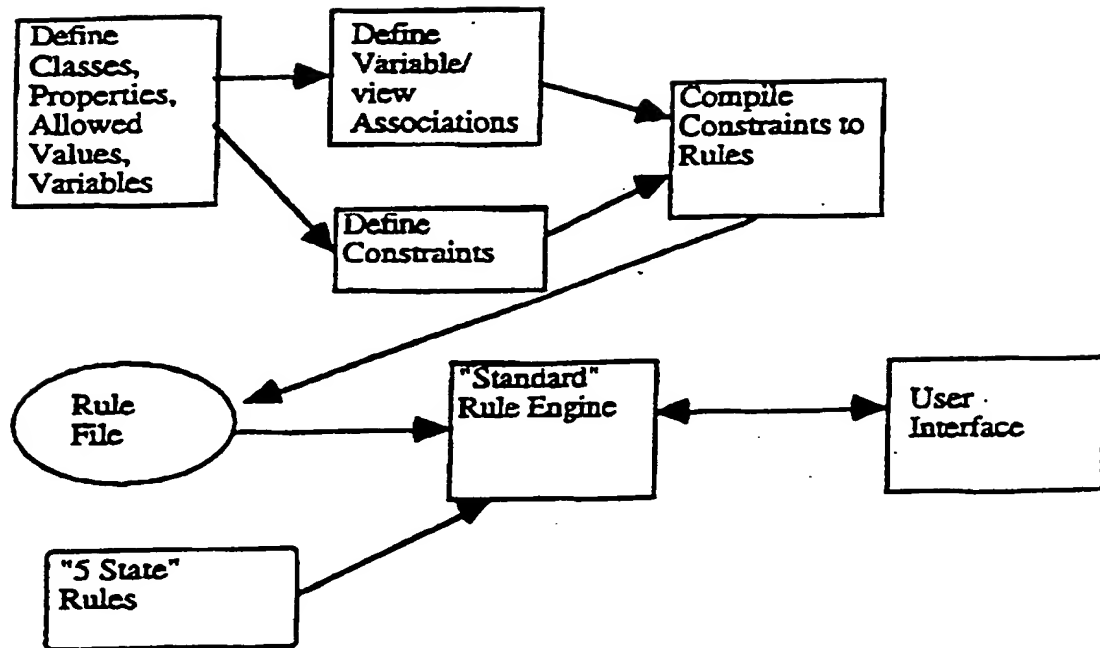 Define
Classes,
Properties,
Allowed
Values,
Variables
Define
Variable/
view
Associations
Define
Constraints
Compile
Constraints to
Rules
Rule
File
"Standard"
Rule Engine
User
Interface
"5 State"
Rules